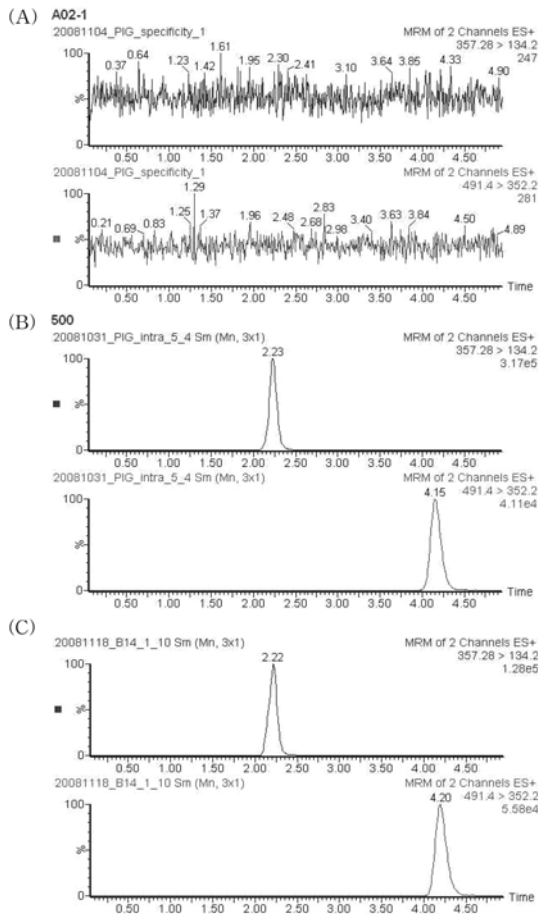 (A) A02-1
20081104_PIG_specificity_1 MRM of 2 Channels ES+
357.28 > 134.2
247
100 0.37 0.64 1.23 1.42 1.61 1.95 2.30 2.41 3.10 3.64 3.85 4.33 4.90
%
0
0.50 1.00 1.50 2.00 2.50 3.00 3.50 4.00 4.50
20081104_PIG_specificity_1 MRM of 2 Channels ES+
491.4 > 352.2
281
100 0.21 0.69 0.83 1.25 1.29 1.37 1.96 2.48 2.68 2.83 2.98 3.40 3.63 3.84 4.50 4.89
%
0
0.50 1.00 1.50 2.00 2.50 3.00 3.50 4.00 4.50 Time
(B) 500
20081031_PIG_intra_5_4 Sm (Mn, 3x1) MRM of 2 Channels ES+
357.28 > 134.2
3.17e5
100 2.23
%
0
0.50 1.00 1.50 2.00 2.50 3.00 3.50 4.00 4.50
20081031_PIG_intra_5_4 Sm (Mn, 3x1) MRM of 2 Channels ES+
491.4 > 352.2
4.11e4
100 4.15
%
0
0.50 1.00 1.50 2.00 2.50 3.00 3.50 4.00 4.50 Time
(C)
20081118_B14_1_10 Sm (Mn, 3x1) MRM of 2 Channels ES+
357.28 > 134.2
1.28e5
100 2.22
%
0
0.50 1.00 1.50 2.00 2.50 3.00 3.50 4.00 4.50
20081118_B14_1_10 Sm (Mn, 3x1) MRM of 2 Channels ES+
491.4 > 352.2
5.58e4
100 4.20
%
0
0.50 1.00 1.50 2.00 2.50 3.00 3.50 4.00 4.50 Time